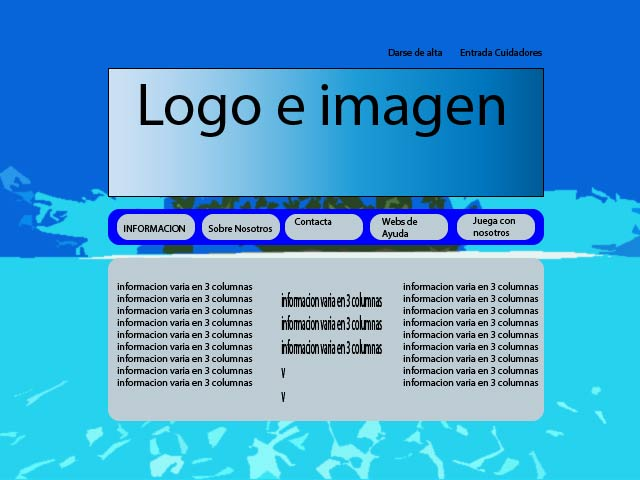 Darse de alta Entrada Cuidadores
Logo e imagen
INFORMACION
Sobre Nosotros
Contacta
Webs de
Ayuda
Juega con
nosotros
informacion varia en 3 columnas
informacion varia en 3 columnas
informacion varia en 3 columnas
informacion varia en 3 columnas
informacion varia en 3 columnas
informacion varia en 3 columnas
informacion varia en 3 columnas
informacion varia en 3 columnas
informacion varia en 3 columnas
informacion varia en 3 columnas
informacion varia en 3 columnas
informacion varia en 3 columnas
v
v
informacion varia en 3 columnas
informacion varia en 3 columnas
informacion varia en 3 columnas
informacion varia en 3 columnas
informacion varia en 3 columnas
informacion varia en 3 columnas
informacion varia en 3 columnas
informacion varia en 3 columnas
informacion varia en 3 columnas